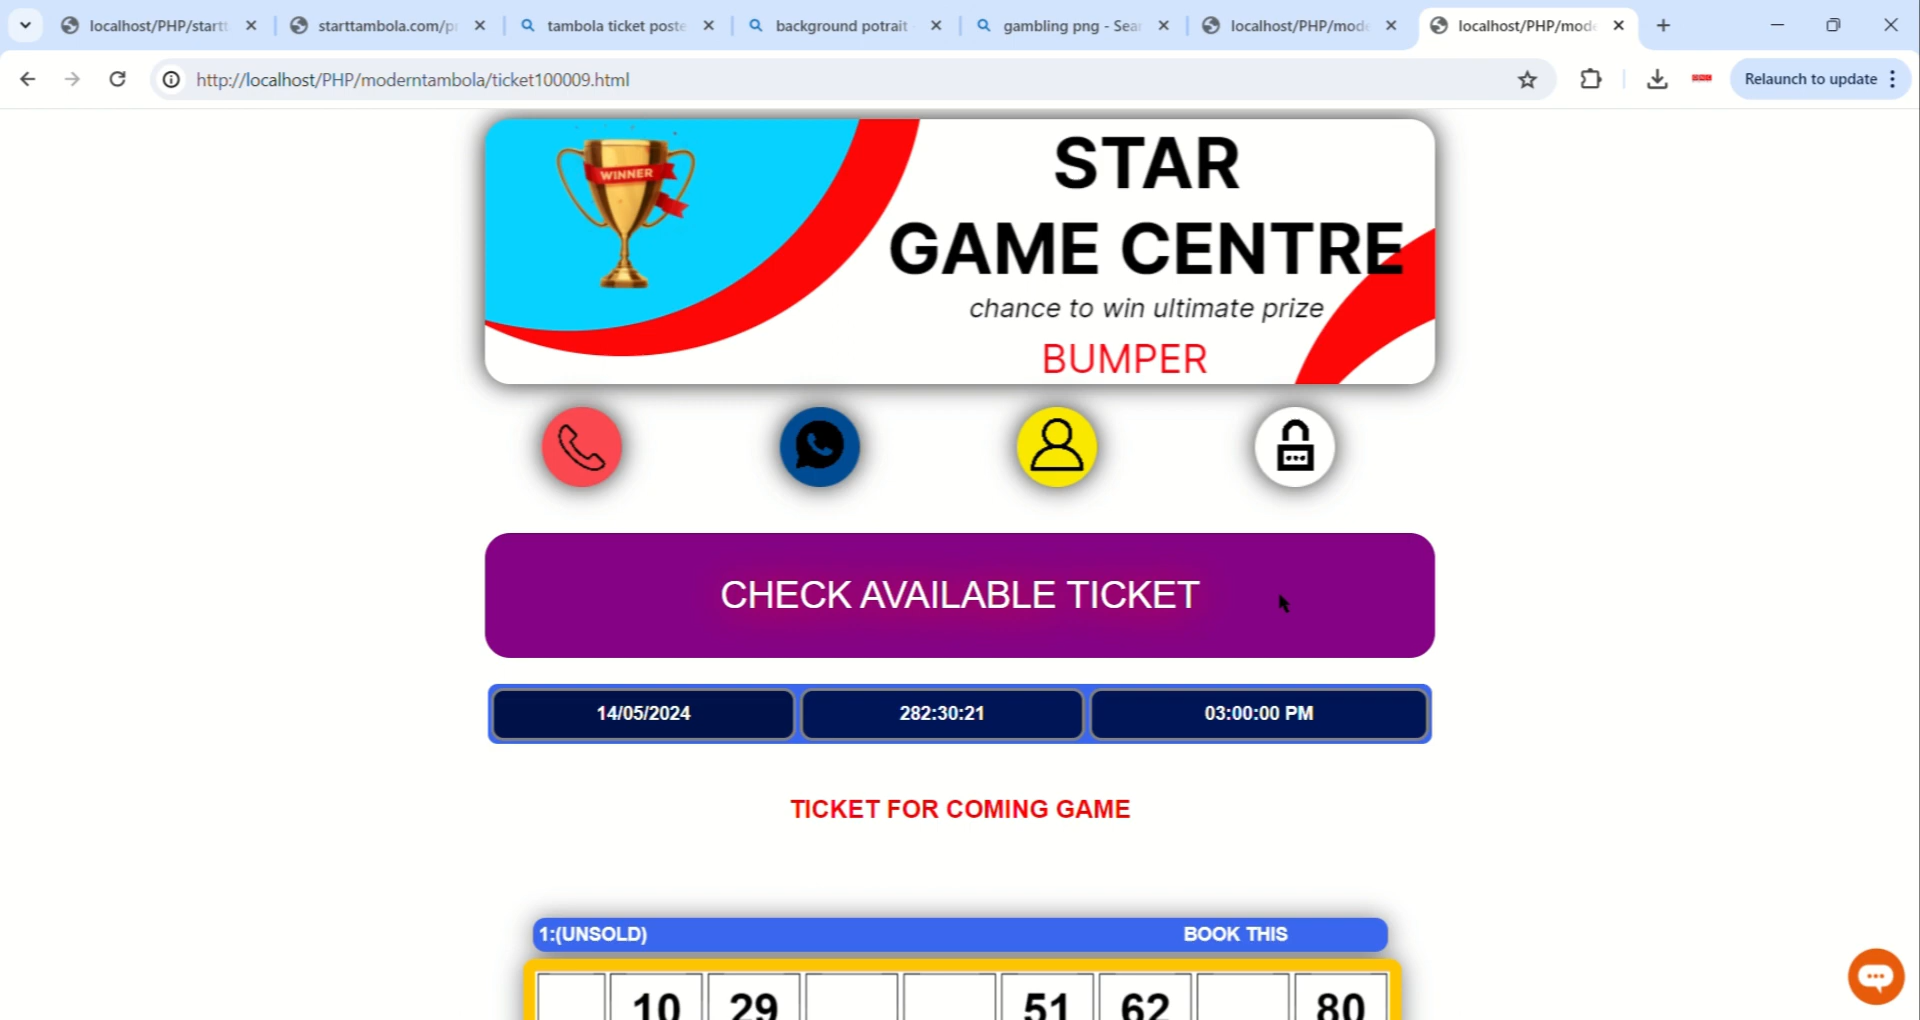 localhost/PHP/startt
starttambola.com/pr
tambola ticket poste
background potrait
gambling png - Sear
localhost/PHP/mode
localhost/PHP/mode
http://localhost/PHP/moderntambola/ticket100009.html
Relaunch to update
WINNER
STAR
GAME CENTRE
chance to win ultimate prize
BUMPER
CHECK AVAILABLE TICKET
14/05/2024
282:30:21
03:00:00 PM
TICKET FOR COMING GAME
1:(UNSOLD)
BOOK THIS
10 29 51 62 80